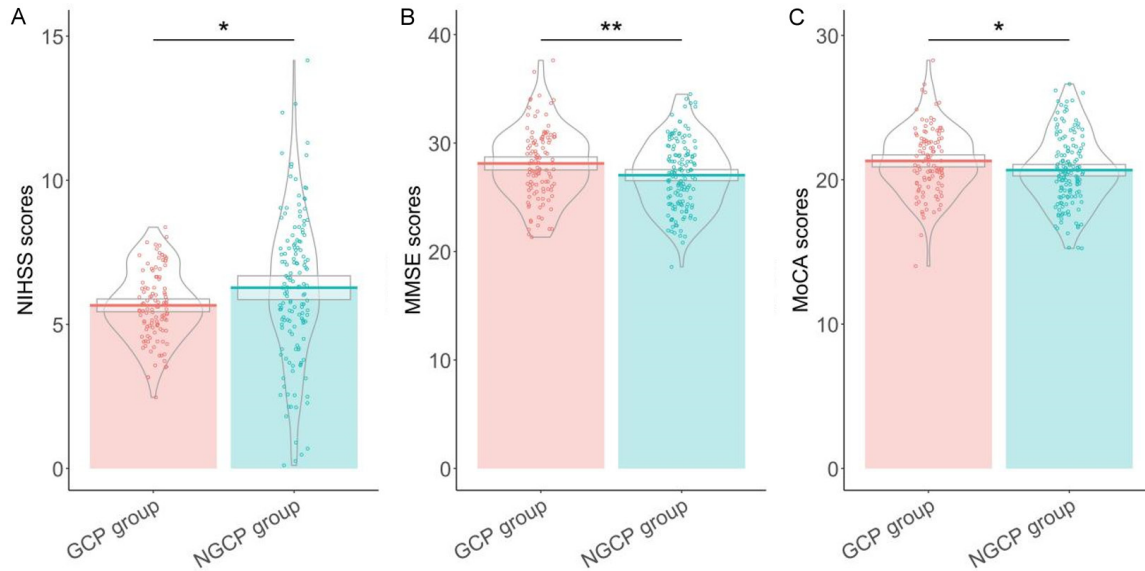 A
NIHSS scores
15
10
5
0
*
GCP group
NGCP group
B
MMSE scores
40
30
20
10
0
**
GCP group
NGCP group
C
MoCA scores
30
20
10
0
*
GCP group
NGCP group